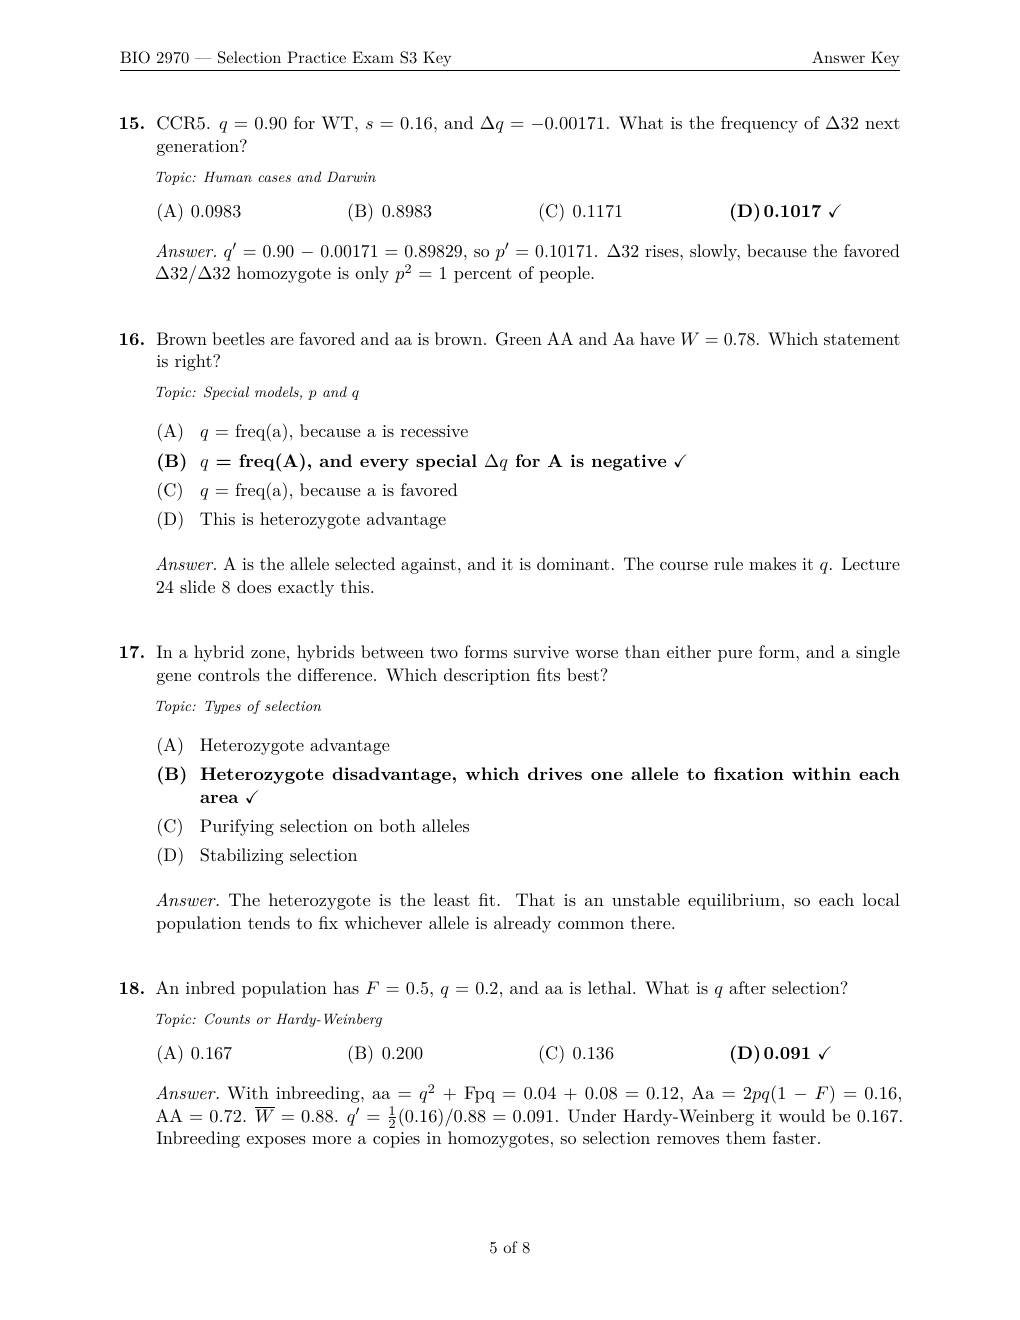 BIO 2970 — Selection Practice Exam S3 Key Answer Key
15. CCR5. q = 0.90 for WT, s = 0.16, and Δq = −0.00171. What is the frequency of Δ32 next
generation?
Topic: Human cases and Darwin
(A) 0.0983 (B) 0.8983 (C) 0.1171 (D) 0.1017 ✓
Answer. q′ = 0.90 − 0.00171 = 0.89829, so p′ = 0.10171. Δ32 rises, slowly, because the favored
Δ32/Δ32 homozygote is only p² = 1 percent of people.
16. Brown beetles are favored and aa is brown. Green AA and Aa have W = 0.78. Which statement
is right?
Topic: Special models, p and q
(A) q = freq(a), because a is recessive
(B) q = freq(A), and every special Δq for A is negative ✓
(C) q = freq(a), because a is favored
(D) This is heterozygote advantage
Answer. A is the allele selected against, and it is dominant. The course rule makes it q. Lecture
24 slide 8 does exactly this.
17. In a hybrid zone, hybrids between two forms survive worse than either pure form, and a single
gene controls the difference. Which description fits best?
Topic: Types of selection
(A) Heterozygote advantage
(B) Heterozygote disadvantage, which drives one allele to fixation within each
area ✓
(C) Purifying selection on both alleles
(D) Stabilizing selection
Answer. The heterozygote is the least fit. That is an unstable equilibrium, so each local
population tends to fix whichever allele is already common there.
18. An inbred population has F = 0.5, q = 0.2, and aa is lethal. What is q after selection?
Topic: Counts or Hardy-Weinberg
(A) 0.167 (B) 0.200 (C) 0.136 (D) 0.091 ✓
Answer. With inbreeding, aa = q² + Fpq = 0.04 + 0.08 = 0.12, Aa = 2pq(1 − F) = 0.16,
AA = 0.72. W̅ = 0.88. q′ = ½(0.16)/0.88 = 0.091. Under Hardy-Weinberg it would be 0.167.
Inbreeding exposes more a copies in homozygotes, so selection removes them faster.
5 of 8